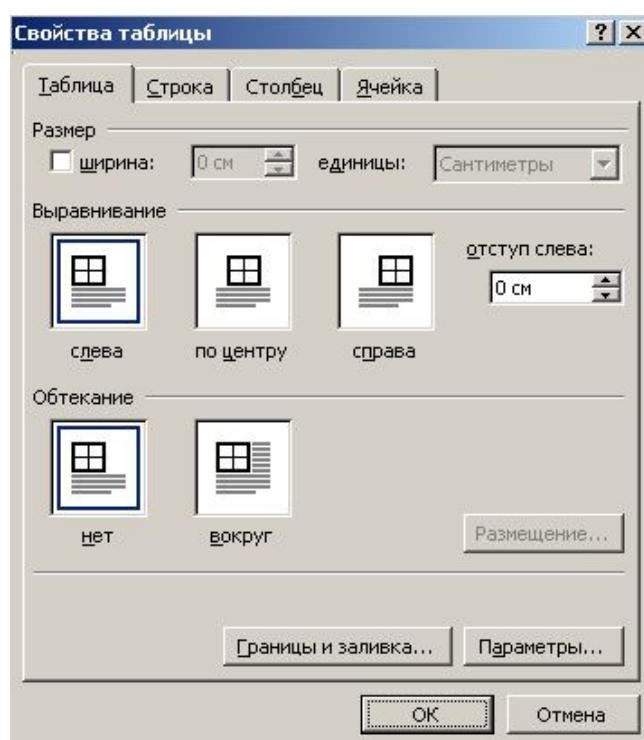 Свойства таблицы
Таблица Строка Столбец Ячейка
Размер
ширина: 0 см единицы: Сантиметры
Выравнивание
отступ слева:
0 см
слева по центру справа
Обтекание
нет вокруг
Размещение...
Границы и заливка... Параметры...
ОК Отмена